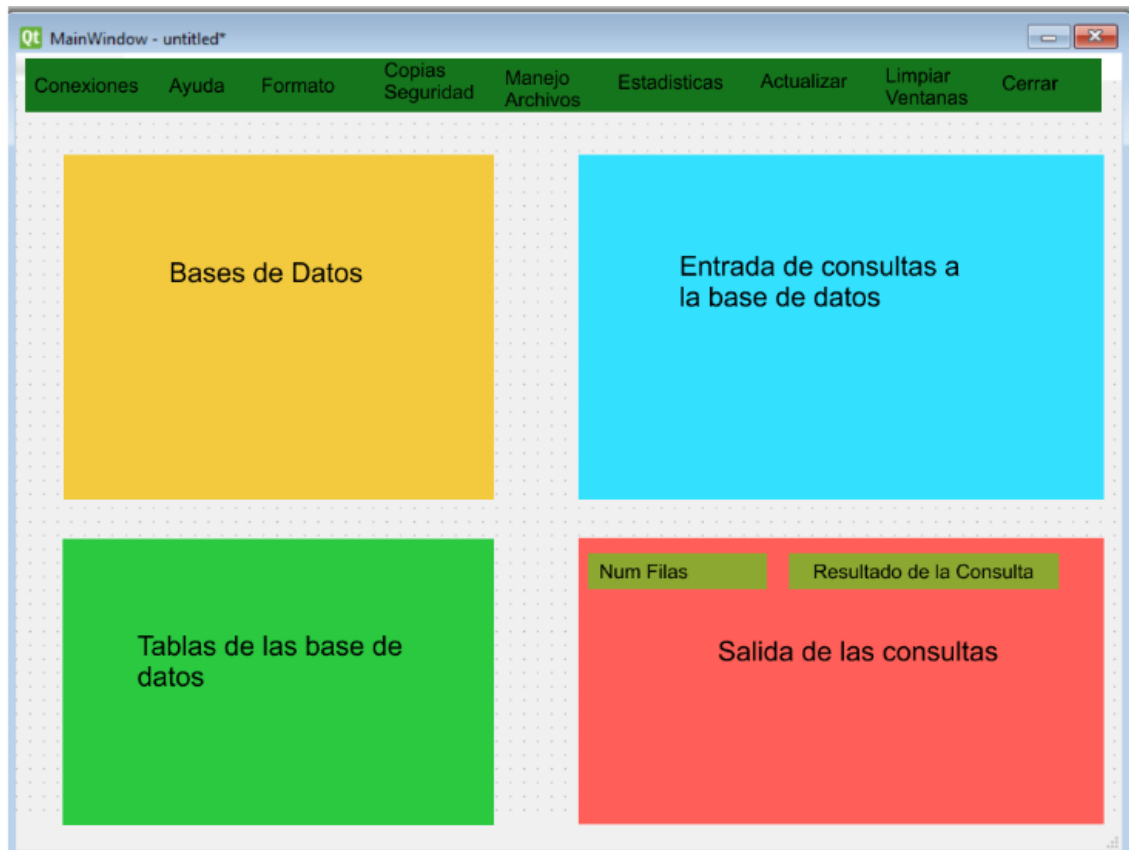 MainWindow - untitled*
Conexiones
Ayuda
Formato
Copias
Seguridad
Manejo
Archivos
Estadisticas
Actualizar
Limpiar
Ventanas
Cerrar
Bases de Datos
Entrada de consultas a
la base de datos
Tablas de las base de
datos
Num Filas
Resultado de la Consulta
Salida de las consultas